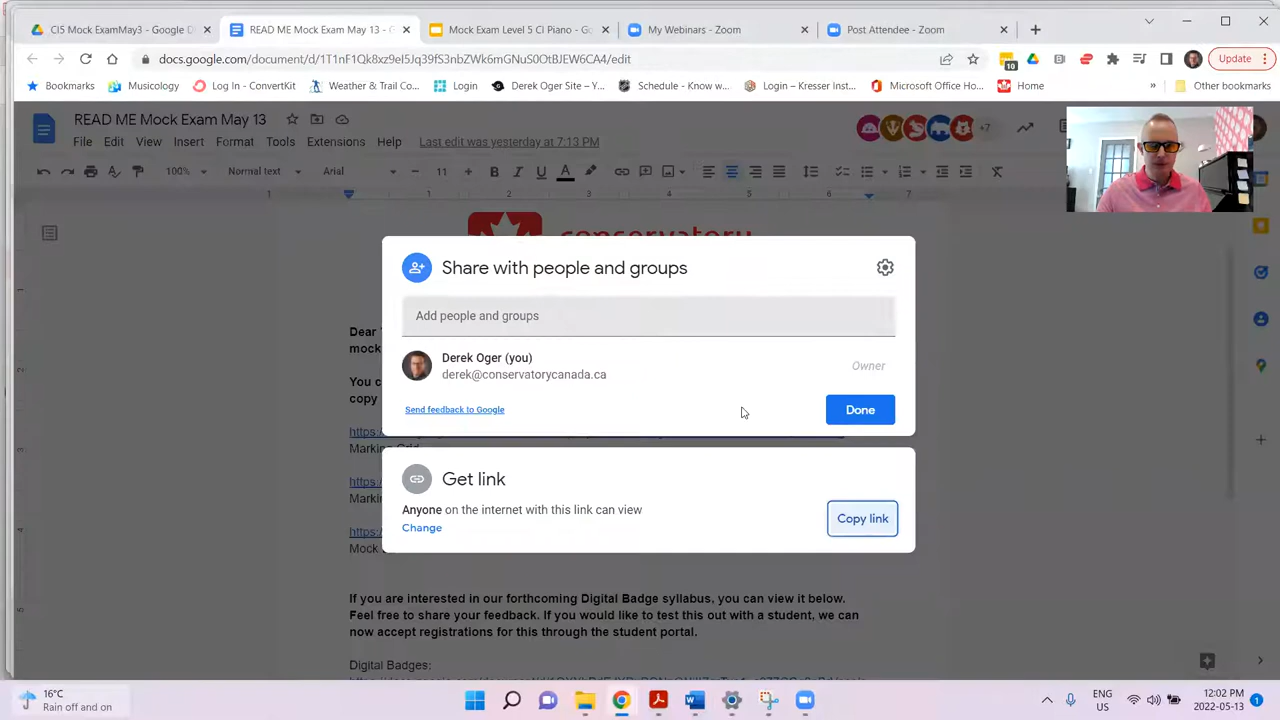 CI5 Mock ExamMay13 - Google D
READ ME Mock Exam May 13 - G
Mock Exam Level 5 CI Piano - Go
My Webinars - Zoom
Post Attendee - Zoom
Update
Bookmarks
Musicology
Log In - ConvertKit
Weather & Trail Co...
Login
Derek Oger Site – Y...
Schedule - Know w...
Login – Kresser Inst...
Microsoft Office Ho...
Home
»
Other bookmarks
READ ME Mock Exam May 13
+7
File Edit View Insert Format Tools Extensions Help
Last edit was yesterday at 7:13 PM
100%
Normal text
Arial
11
Share with people and groups
Add people and groups
Derek Oger (you)
derek@conservatorycanada.ca
Owner
Send feedback to Google
Done
Get link
Anyone on the internet with this link can view
Change
Copy link
Dear
mock
You c
copy
https:/
Marking Grid
https:/
Markin
https:/
Mock
If you are interested in our forthcoming Digital Badge syllabus, you can view it below.
Feel free to share your feedback. If you would like to test this out with a student, we can
now accept registrations for this through the student portal.
Digital Badges:
16°C
Rain off and on
ENG
US
12:02 PM
2022-05-13